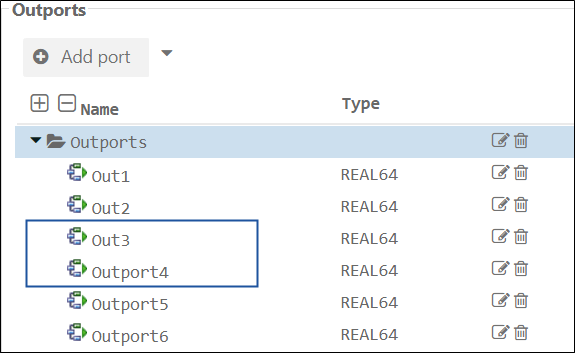 Outports
Add port
Name Type
Outports
Out1 REAL64
Out2 REAL64
Out3 REAL64
Outport4 REAL64
Outport5 REAL64
Outport6 REAL64